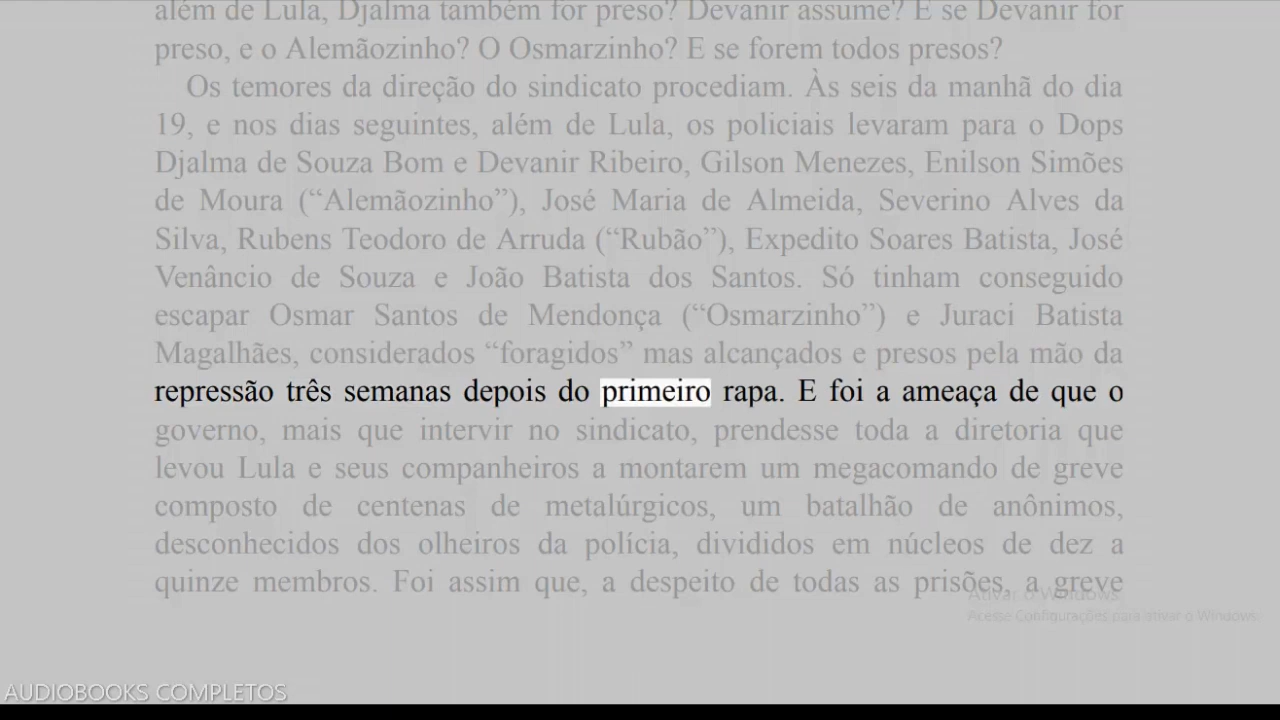 além de Lula, Djalma também for preso? Devanir assume? E se Devanir for
preso, e o Alemãozinho? O Osmarzinho? E se forem todos presos?
Os temores da direção do sindicato procediam. Às seis da manhã do dia
19, e nos dias seguintes, além de Lula, os policiais levaram para o Dops
Djalma de Souza Bom e Devanir Ribeiro, Gilson Menezes, Enilson Simões
de Moura (“Alemãozinho”), José Maria de Almeida, Severino Alves da
Silva, Rubens Teodoro de Arruda (“Rubão”), Expedito Soares Batista, José
Venâncio de Souza e João Batista dos Santos. Só tinham conseguido
escapar Osmar Santos de Mendonça (“Osmarzinho”) e Juraci Batista
Magalhães, considerados “foragidos” mas alcançados e presos pela mão da
repressão três semanas depois do primeiro rapa. E foi a ameaça de que o
governo, mais que intervir no sindicato, prendesse toda a diretoria que
levou Lula e seus companheiros a montarem um megacomando de greve
composto de centenas de metalúrgicos, um batalhão de anônimos,
desconhecidos dos olheiros da polícia, divididos em núcleos de dez a
quinze membros. Foi assim que, a despeito de todas as prisões, a greve
Ativar o Windows
Acesse Configurações para ativar o Windows.
AUDIOBOOKS COMPLETOS